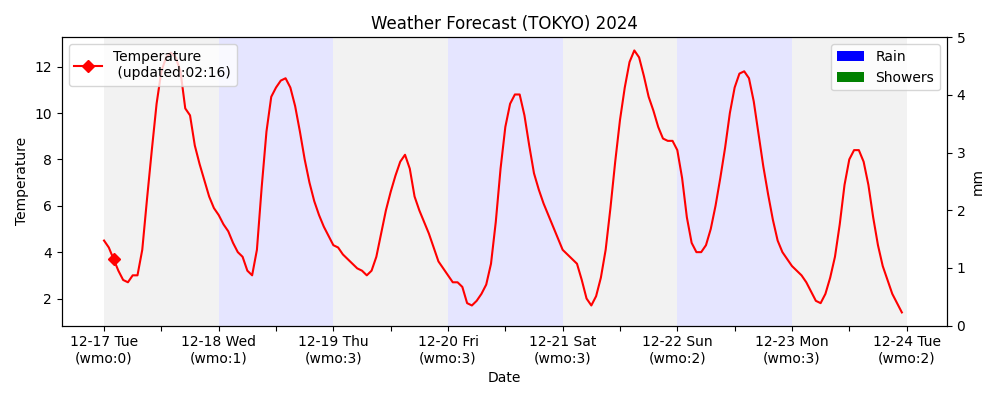 Weather Forecast (TOKYO) 2024
Temperature
(updated:02:16)
Rain
Showers
Temperature
12
10
8
6
4
2
5
4
3
2
1
0
mm
12-17 Tue
(wmo:0)
12-18 Wed
(wmo:1)
12-19 Thu
(wmo:3)
12-20 Fri
(wmo:3)
12-21 Sat
(wmo:3)
12-22 Sun
(wmo:2)
12-23 Mon
(wmo:3)
12-24 Tue
(wmo:2)
Date